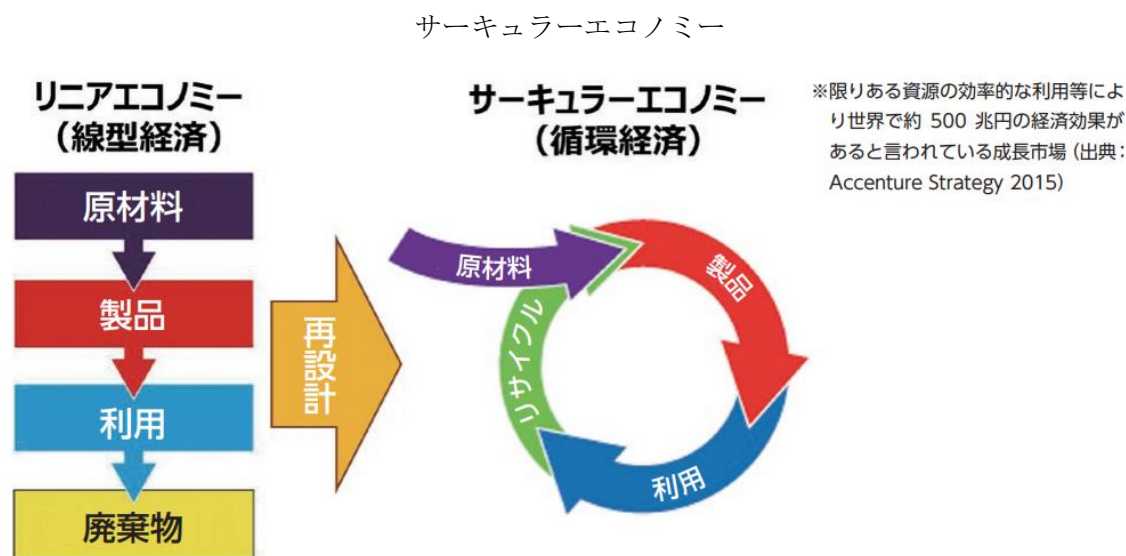 サーキュラーエコノミー
リニアエコノミー
（線型経済）
原材料
製品
利用
廃棄物
再設計
サーキュラーエコノミー
（循環経済）
原材料
製品
利用
リサイクル
※限りある資源の効率的な利用等によ
り世界で約 500 兆円の経済効果が
あると言われている成長市場（出典：
Accenture Strategy 2015）